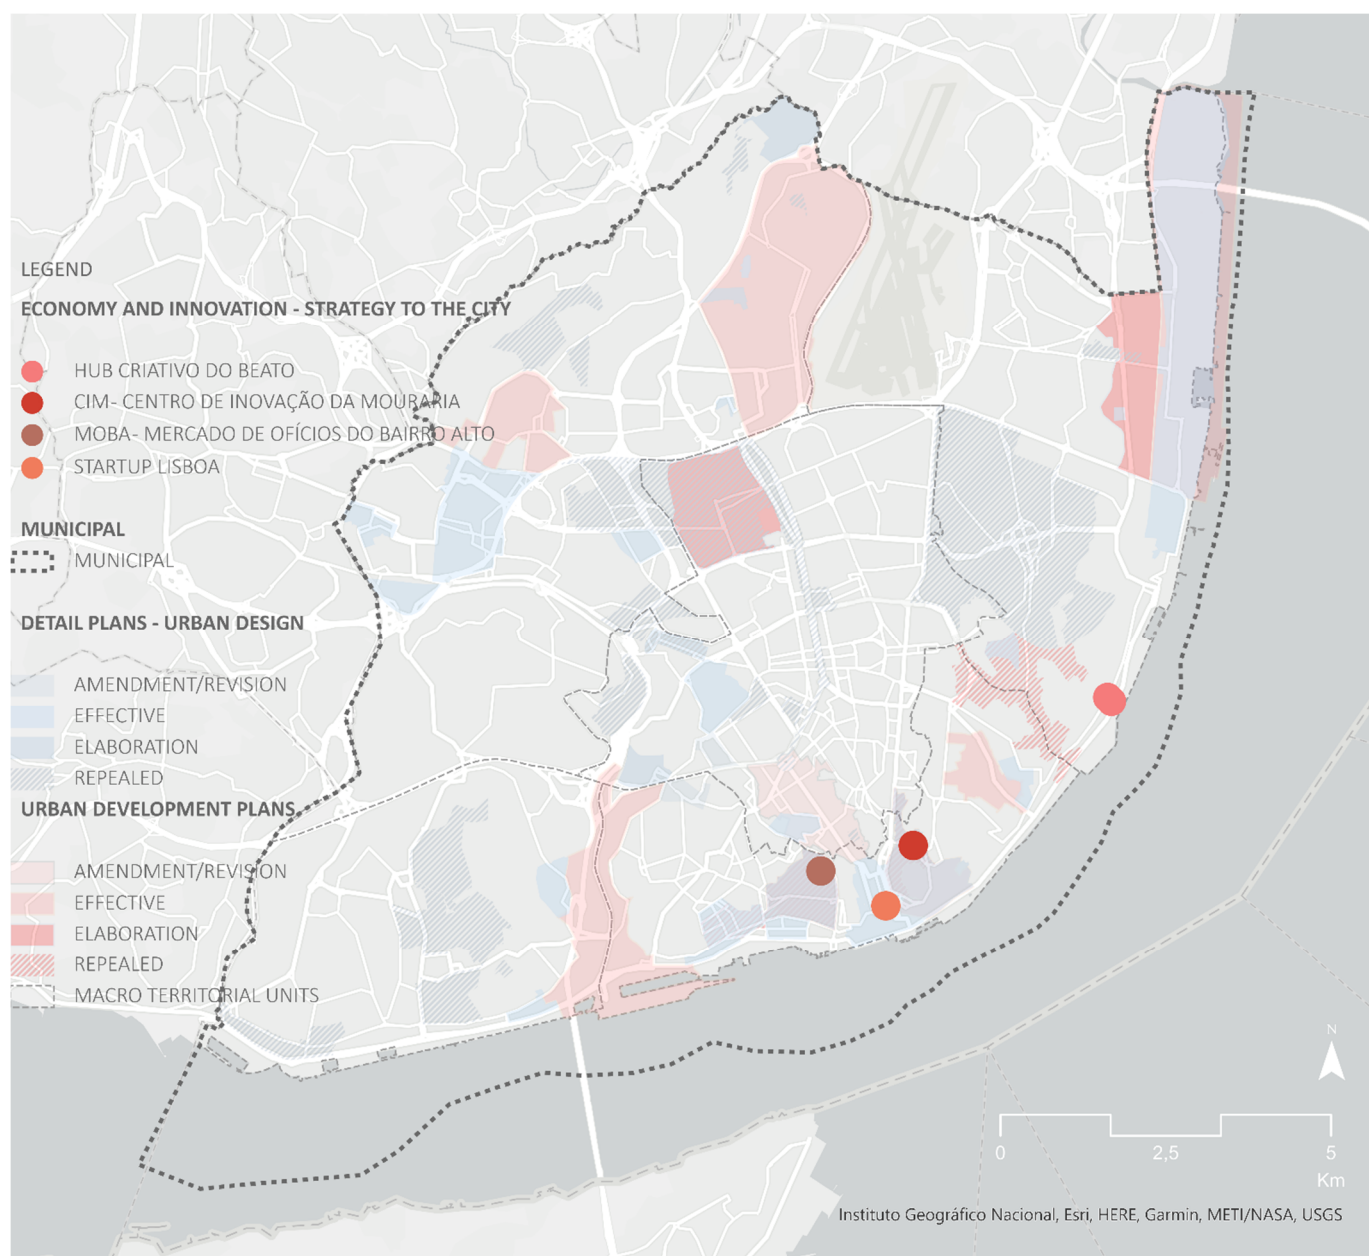 LEGEND
ECONOMY AND INNOVATION - STRATEGY TO THE CITY
HUB CRIATIVO DO BEATO
CIM- CENTRO DE INOVAÇÃO DA MOURARIA
MOBA- MERCADO DE OFÍCIOS DO BAIRRO ALTO
STARTUP LISBOA
MUNICIPAL
MUNICIPAL
DETAIL PLANS - URBAN DESIGN
AMENDMENT/REVISION
EFFECTIVE
ELABORATION
REPEALED
URBAN DEVELOPMENT PLANS
AMENDMENT/REVISION
EFFECTIVE
ELABORATION
REPEALED
MACRO TERRITORIAL UNITS
N
0 2,5 5
Km
Instituto Geográfico Nacional, Esri, HERE, Garmin, METI/NASA, USGS